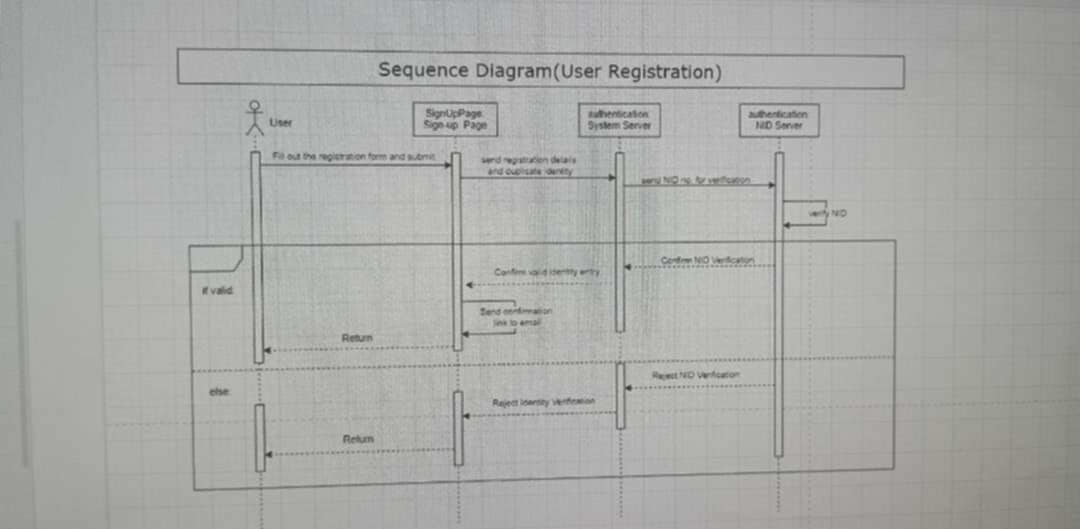 Sequence Diagram(User Registration)
User
SignUpPage:
Sign-up Page
authentication
System Server
authentication
NID Server
Fill out the registration form and submit
send registration details
and duplicate identity
send NID no. for verification
verify NID
Confirm NID Verification
Confirm valid identity entry
if valid:
Send confirmation
link to email
Return
Reject NID Verification
else:
Reject Identity Verification
Return